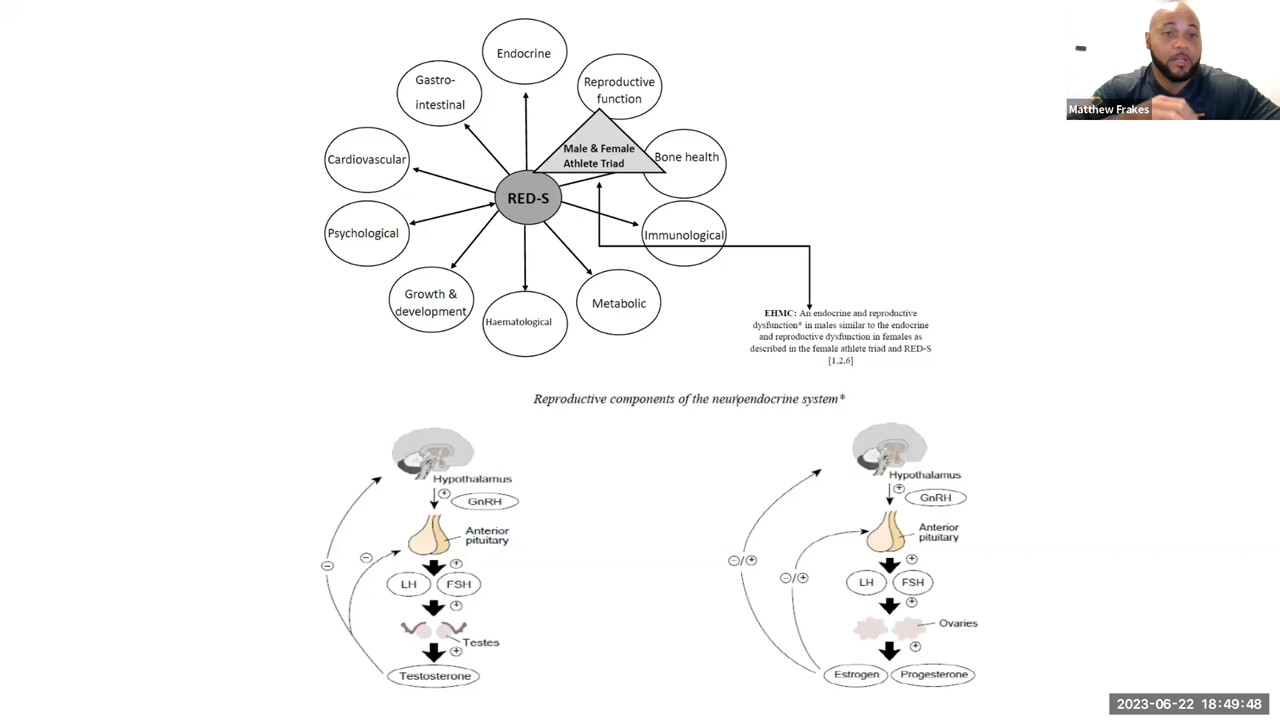 Endocrine
Reproductive
function
Gastro-
intestinal
Male & Female
Athlete Triad
Bone health
Cardiovascular
RED-S
Psychological
Immunological
Growth &
development
Haematological
Metabolic
EHMC: An endocrine and reproductive
dysfunction* in males similar to the endocrine
and reproductive dysfunction in females as
described in the female athlete triad and RED-S
[1,2,6]
Reproductive components of the neuroendocrine system*
Hypothalamus
+
GnRH
Anterior
pituitary
−
−
+
LH
FSH
+
Testes
+
Testosterone
Hypothalamus
+
GnRH
Anterior
pituitary
−/+
−/+
+
LH
FSH
+
Ovaries
+
Estrogen
Progesterone
Matthew Frakes
2023-06-22 18:49:48